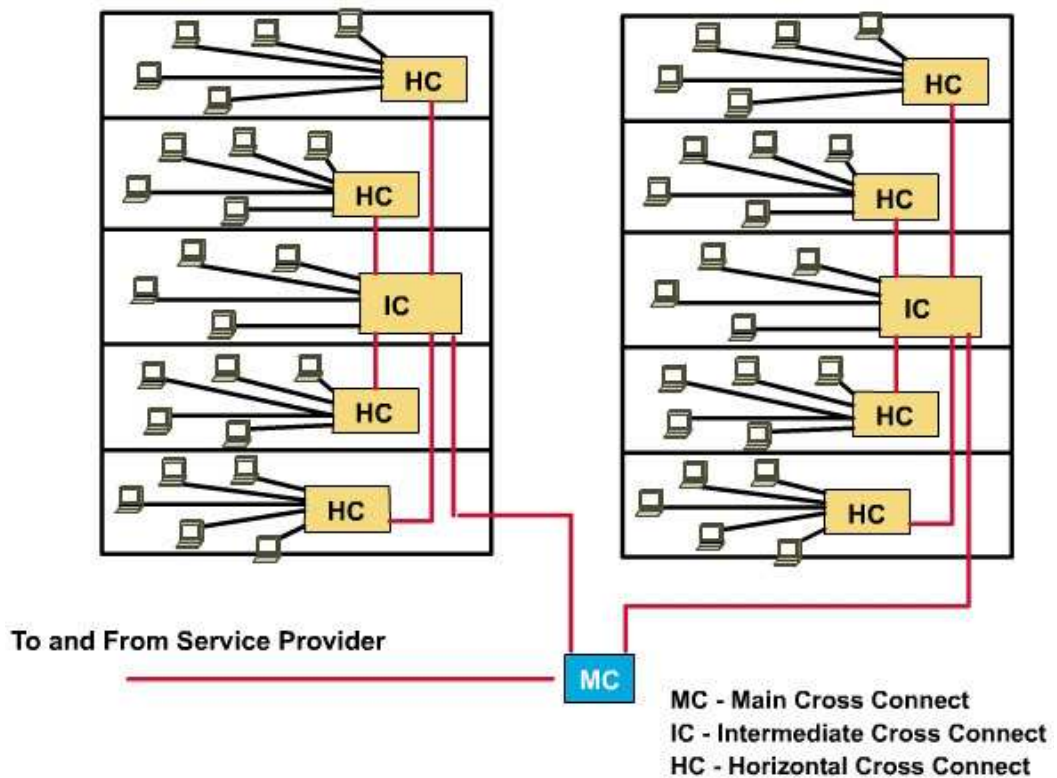 HC
HC
HC
HC
IC
IC
HC
HC
HC
HC
To and From Service Provider
MC
MC - Main Cross Connect
IC - Intermediate Cross Connect
HC - Horizontal Cross Connect